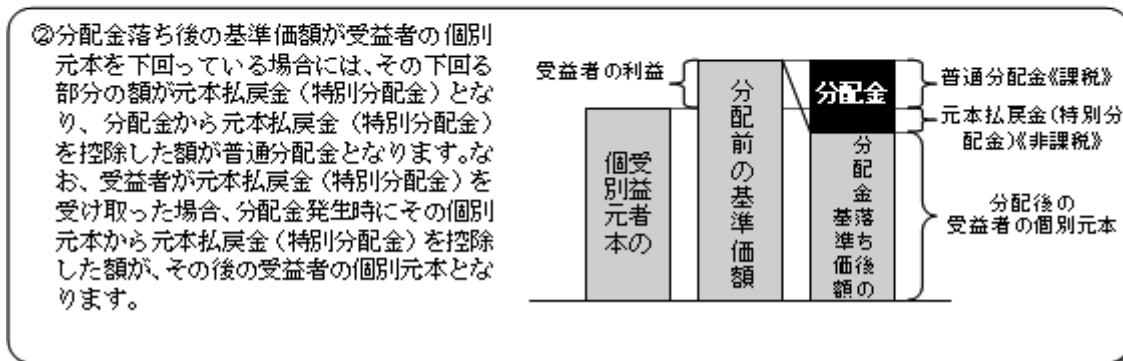 ②分配金落ち後の基準価額が受益者の個別
元本を下回っている場合には、その下回る
部分の額が元本払戻金(特別分配金)とな
り、分配金から元本払戻金(特別分配金)
を控除した額が普通分配金となります。な
お、受益者が元本払戻金(特別分配金)を
受け取った場合、分配金発生時にその個別
元本から元本払戻金(特別分配金)を控除
した額が、その後の受益者の個別元本とな
ります。
受益者の利益
受益者の
個別元本
分配前の基準価額
分配金
分配金落ち後の
基準価額
普通分配金《課税》
元本払戻金(特別分
配金)《非課税》
分配後の
受益者の個別元本